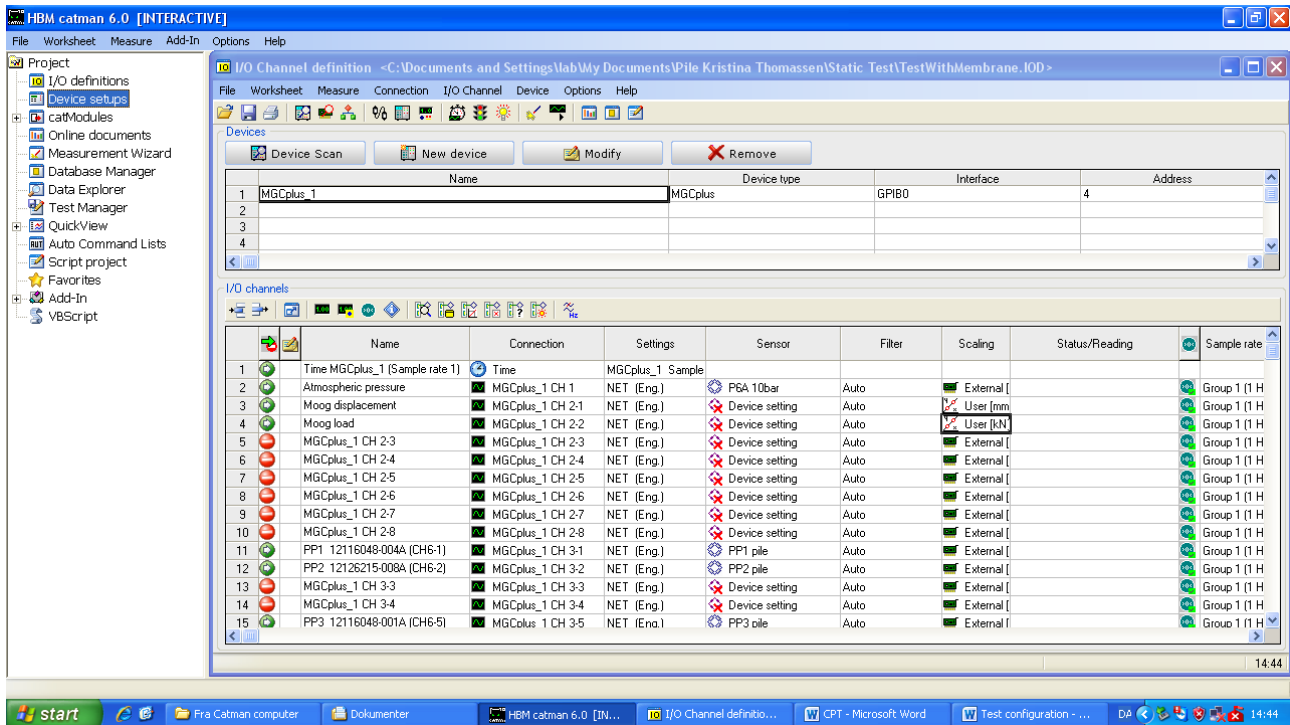 HBM catman 6.0 [INTERACTIVE]
File Worksheet Measure Add-In Options Help
Project
I/O definitions
Device setups
catModules
Online documents
Measurement Wizard
Database Manager
Data Explorer
Test Manager
QuickView
Auto Command Lists
Script project
Favorites
Add-In
VBScript
I/O Channel definition <C:\Documents and Settings\lab\My Documents\Pile Kristina Thomassen\Static Test\TestWithMembrane.IOD>
File Worksheet Measure Connection I/O Channel Device Options Help
Devices
Device Scan New device Modify Remove
Name Device type Interface Address
1 MGCplus_1 MGCplus GPIB0 4
2
3
4
I/O channels
Name Connection Settings Sensor Filter Scaling Status/Reading Sample rate
1 Time MGCplus_1 (Sample rate 1) Time MGCplus_1 Sample
2 Atmospheric pressure MGCplus_1 CH 1 NET (Eng.) P6A 10bar Auto External [ Group 1 (1 H
3 Moog displacement MGCplus_1 CH 2-1 NET (Eng.) Device setting Auto User [mm Group 1 (1 H
4 Moog load MGCplus_1 CH 2-2 NET (Eng.) Device setting Auto User [kN] Group 1 (1 H
5 MGCplus_1 CH 2-3 MGCplus_1 CH 2-3 NET (Eng.) Device setting Auto External [ Group 1 (1 H
6 MGCplus_1 CH 2-4 MGCplus_1 CH 2-4 NET (Eng.) Device setting Auto External [ Group 1 (1 H
7 MGCplus_1 CH 2-5 MGCplus_1 CH 2-5 NET (Eng.) Device setting Auto External [ Group 1 (1 H
8 MGCplus_1 CH 2-6 MGCplus_1 CH 2-6 NET (Eng.) Device setting Auto External [ Group 1 (1 H
9 MGCplus_1 CH 2-7 MGCplus_1 CH 2-7 NET (Eng.) Device setting Auto External [ Group 1 (1 H
10 MGCplus_1 CH 2-8 MGCplus_1 CH 2-8 NET (Eng.) Device setting Auto External [ Group 1 (1 H
11 PP1 12116048-004A (CH6-1) MGCplus_1 CH 3-1 NET (Eng.) PP1 pile Auto External [ Group 1 (1 H
12 PP2 12126215-008A (CH6-2) MGCplus_1 CH 3-2 NET (Eng.) PP2 pile Auto External [ Group 1 (1 H
13 MGCplus_1 CH 3-3 MGCplus_1 CH 3-3 NET (Eng.) Device setting Auto External [ Group 1 (1 H
14 MGCplus_1 CH 3-4 MGCplus_1 CH 3-4 NET (Eng.) Device setting Auto External [ Group 1 (1 H
15 PP3 12116048-001A (CH6-5) MGCplus_1 CH 3-5 NET (Eng.) PP3 pile Auto External [ Group 1 (1 H
14:44
start Fra Catman computer Dokumenter HBM catman 6.0 [IN... I/O Channel definitio... CPT - Microsoft Word Test configuration - ... DA 14:44